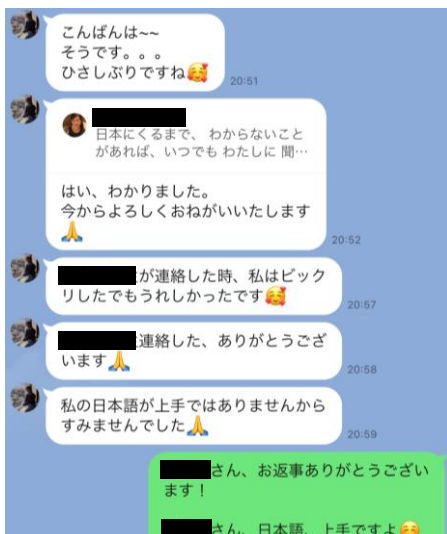 こんばんは~~
そうです。。。
ひさしぶりですね🥰
20:51
日本にくるまで、 わからないこと
があれば、いつでも わたしに 聞…
はい、わかりました。
今からよろしくおねがいいたします
🙏
20:52
が連絡した時、私はビック
リしたでもうれしかったです🥰
20:57
連絡した、ありがとうござ
います🙏
20:58
私の日本語が上手ではありませんから
すみませんでした🙏
20:59
さん、お返事ありがとうござい
ます！
さん、日本語、上手ですよ😊